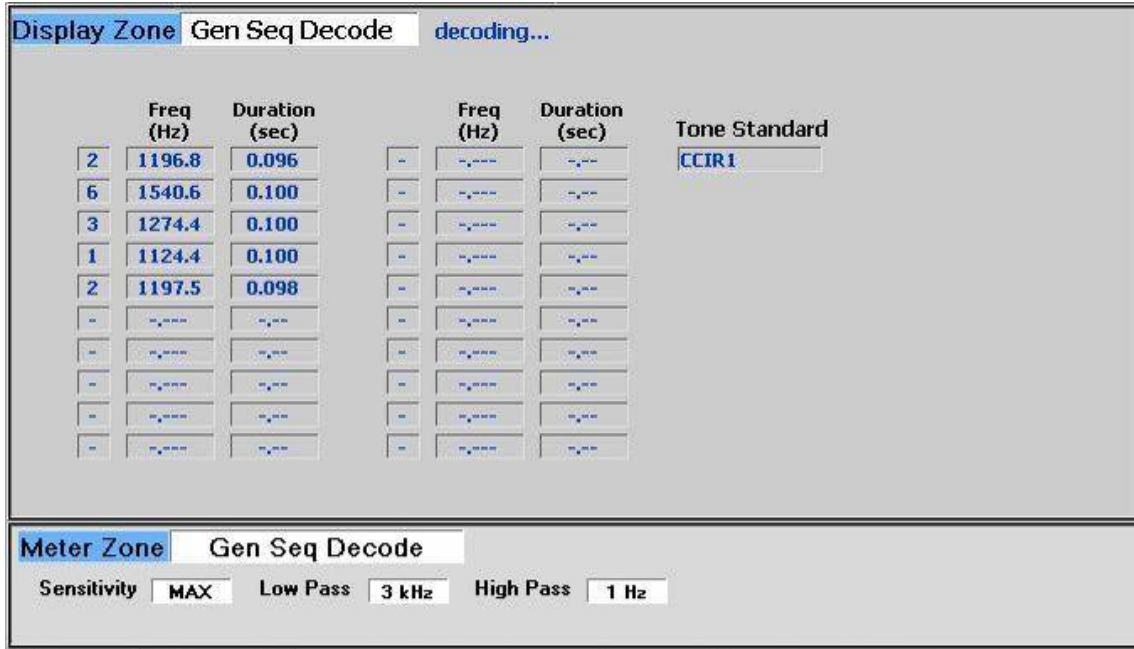 Display Zone Gen Seq Decode decoding...
Freq (Hz) Duration (sec) Freq (Hz) Duration (sec) Tone Standard
2 1196.8 0.096 - -.--- -.-- CCIR1
6 1540.6 0.100 - -.--- -.--
3 1274.4 0.100 - -.--- -.--
1 1124.4 0.100 - -.--- -.--
2 1197.5 0.098 - -.--- -.--
- -.--- -.-- - -.--- -.--
- -.--- -.-- - -.--- -.--
- -.--- -.-- - -.--- -.--
- -.--- -.-- - -.--- -.--
- -.--- -.-- - -.--- -.--
Meter Zone Gen Seq Decode
Sensitivity MAX Low Pass 3 kHz High Pass 1 Hz